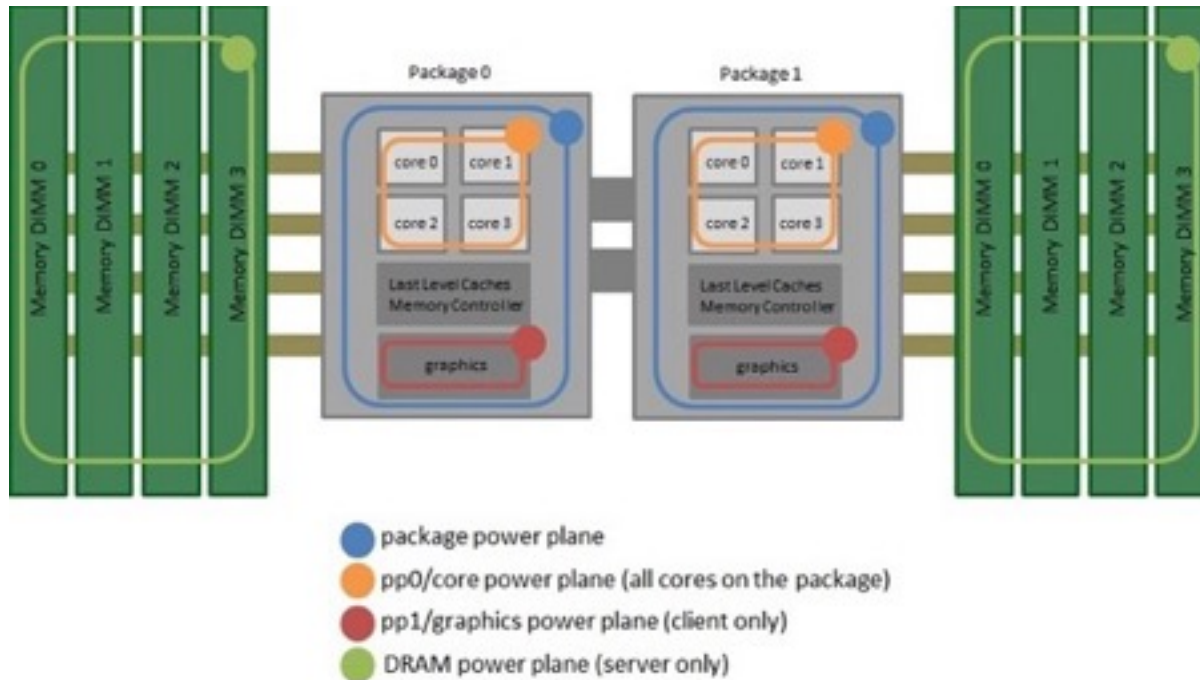 Package 0
Package 1
Memory DIMM 0
Memory DIMM 1
Memory DIMM 2
Memory DIMM 3
core 0
core 1
core 2
core 3
Last Level Caches
Memory Controller
graphics
core 0
core 1
core 2
core 3
Last Level Caches
Memory Controller
graphics
Memory DIMM 0
Memory DIMM 1
Memory DIMM 2
Memory DIMM 3
package power plane
pp0/core power plane (all cores on the package)
pp1/graphics power plane (client only)
DRAM power plane (server only)